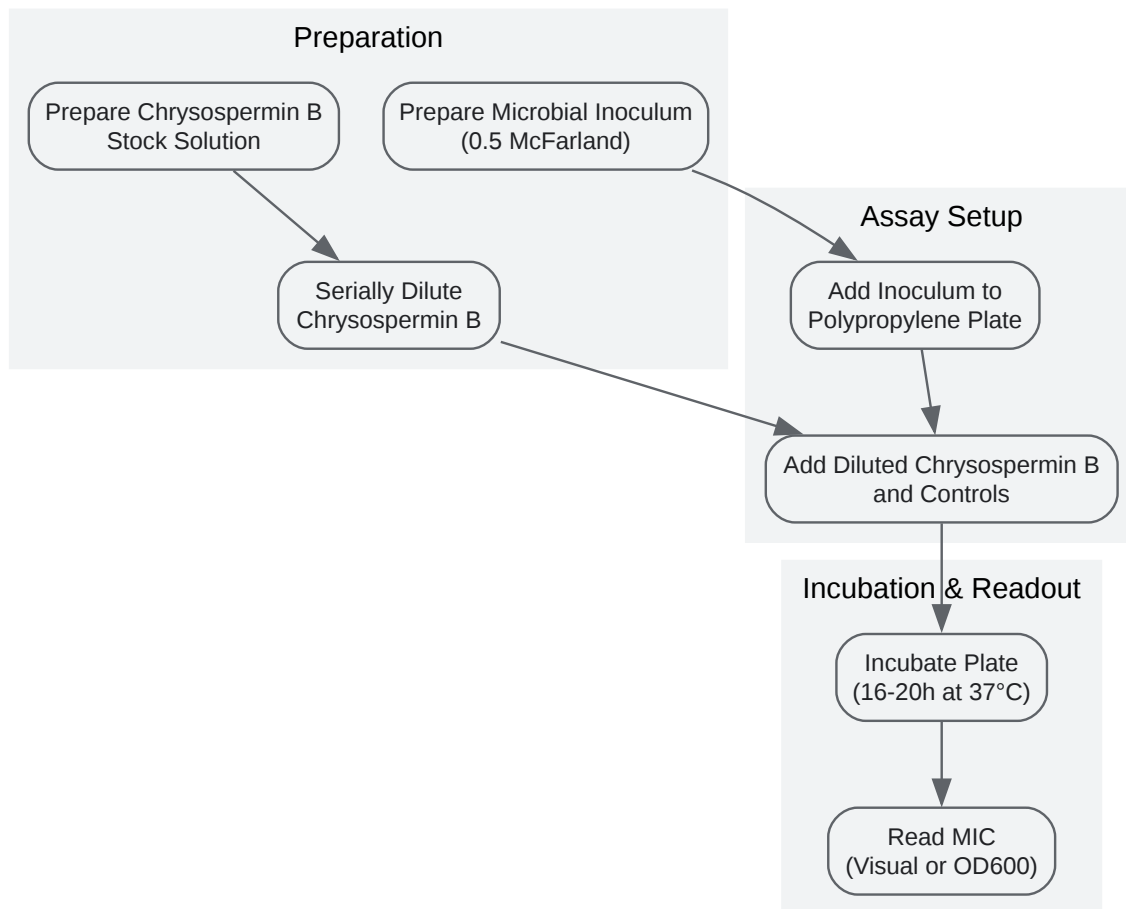 Preparation
Prepare Chrysospermin B
Stock Solution
Prepare Microbial Inoculum
(0.5 McFarland)
Serially Dilute
Chrysospermin B
Assay Setup
Add Inoculum to
Polypropylene Plate
Add Diluted Chrysospermin B
and Controls
Incubation & Readout
Incubate Plate
(16-20h at 37°C)
Read MIC
(Visual or OD600)